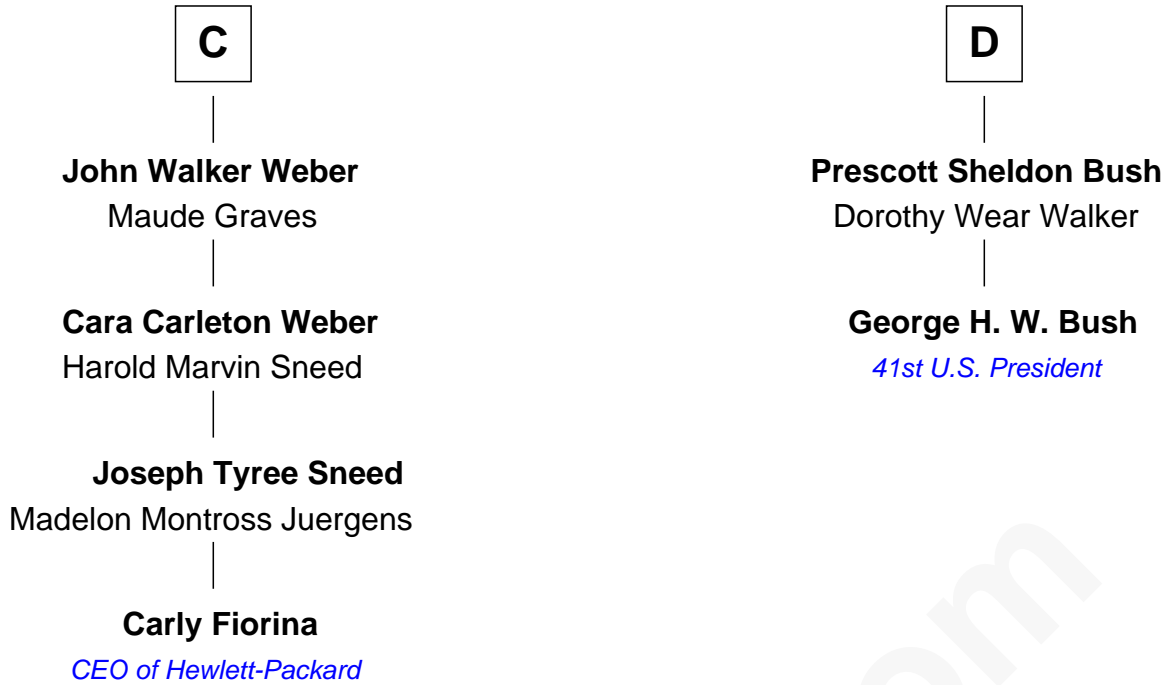 C
John Walker Weber
Maude Graves
Cara Carleton Weber
Harold Marvin Sneed
Joseph Tyree Sneed
Madelon Montross Juergens
Carly Fiorina
CEO of Hewlett-Packard
D
Prescott Sheldon Bush
Dorothy Wear Walker
George H. W. Bush
41st U.S. President
om